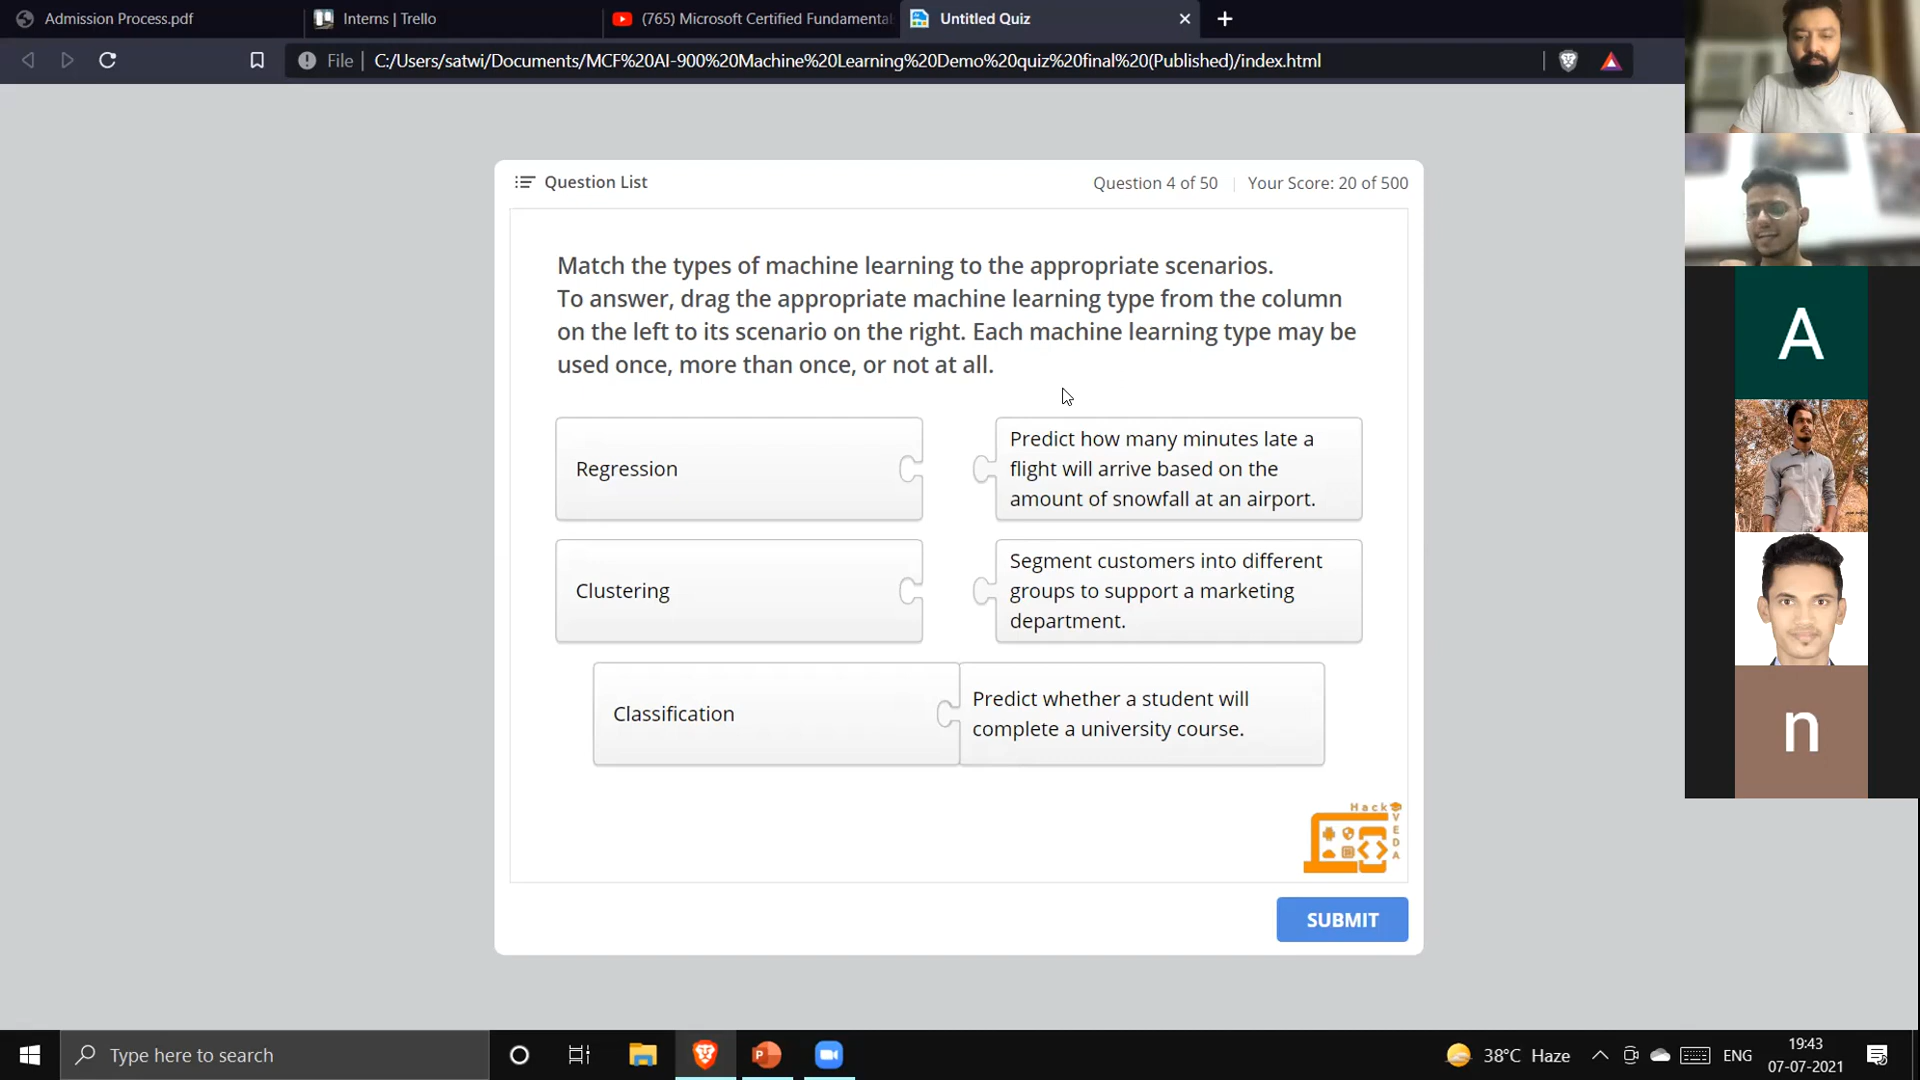 Admission Process.pdf
Interns | Trello
(765) Microsoft Certified Fundamenta
Untitled Quiz
File
C:/Users/satwi/Documents/MCF%20AI-900%20Machine%20Learning%20Demo%20quiz%20final%20(Published)/index.html
Question List
Question 4 of 50
Your Score: 20 of 500
Match the types of machine learning to the appropriate scenarios.
To answer, drag the appropriate machine learning type from the column
on the left to its scenario on the right. Each machine learning type may be
used once, more than once, or not at all.
Regression
Predict how many minutes late a
flight will arrive based on the
amount of snowfall at an airport.
Clustering
Segment customers into different
groups to support a marketing
department.
Classification
Predict whether a student will
complete a university course.
Hack
VEDA
SUBMIT
A
n
Type here to search
38°C Haze
ENG
19:43
07-07-2021